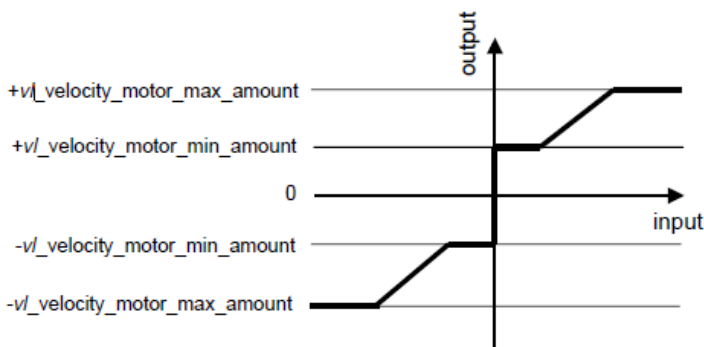 output
+vl_velocity_motor_max_amount
+vl_velocity_motor_min_amount
0
input
-vl_velocity_motor_min_amount
-vl_velocity_motor_max_amount